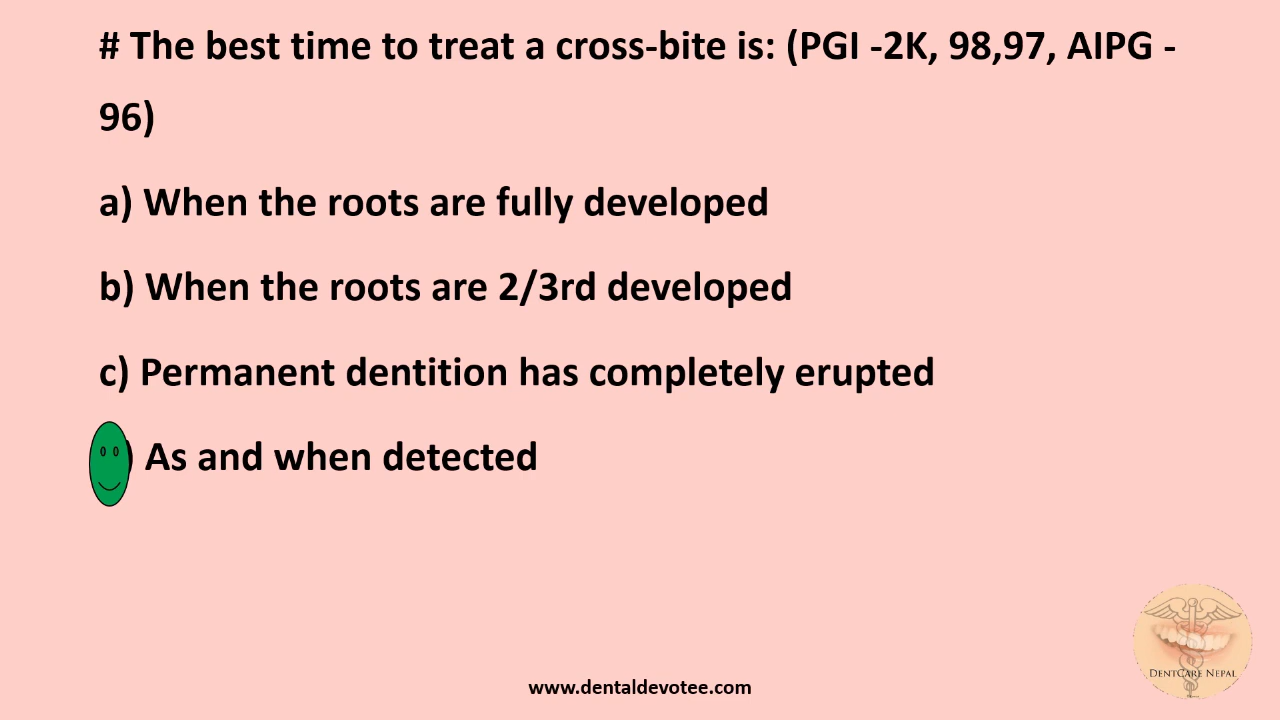 # The best time to treat a cross-bite is: (PGI -2K, 98,97, AIPG -
96)
a) When the roots are fully developed
b) When the roots are 2/3rd developed
c) Permanent dentition has completely erupted
) As and when detected
DENTCARE NEPAL
www.dentaldevotee.com